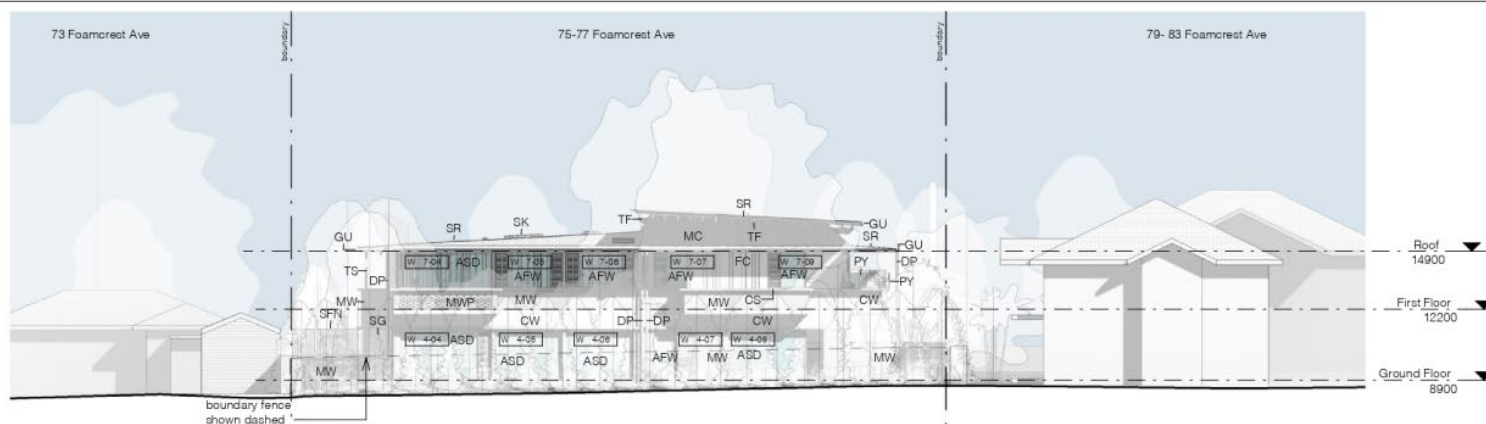 73 Foamcrest Ave
boundary
75-77 Foamcrest Ave
boundary
79- 83 Foamcrest Ave
SR
TF
GU
SR SK MC TF SR
GU GU
Roof
14900
TS DP W 7-04 ASD W 7-05 AFW W 7-06 AFW W 7-07 AFW FC W 7-09 AFW PY DP PY
MW MWP MW MW CS CW
First Floor
12200
SFN SG CW DP DP CW
W 4-04 ASD W 4-05 ASD W 4-06 ASD AFW W 4-07 MW W 4-08 ASD MW
MW
Ground Floor
8900
boundary fence
shown dashed